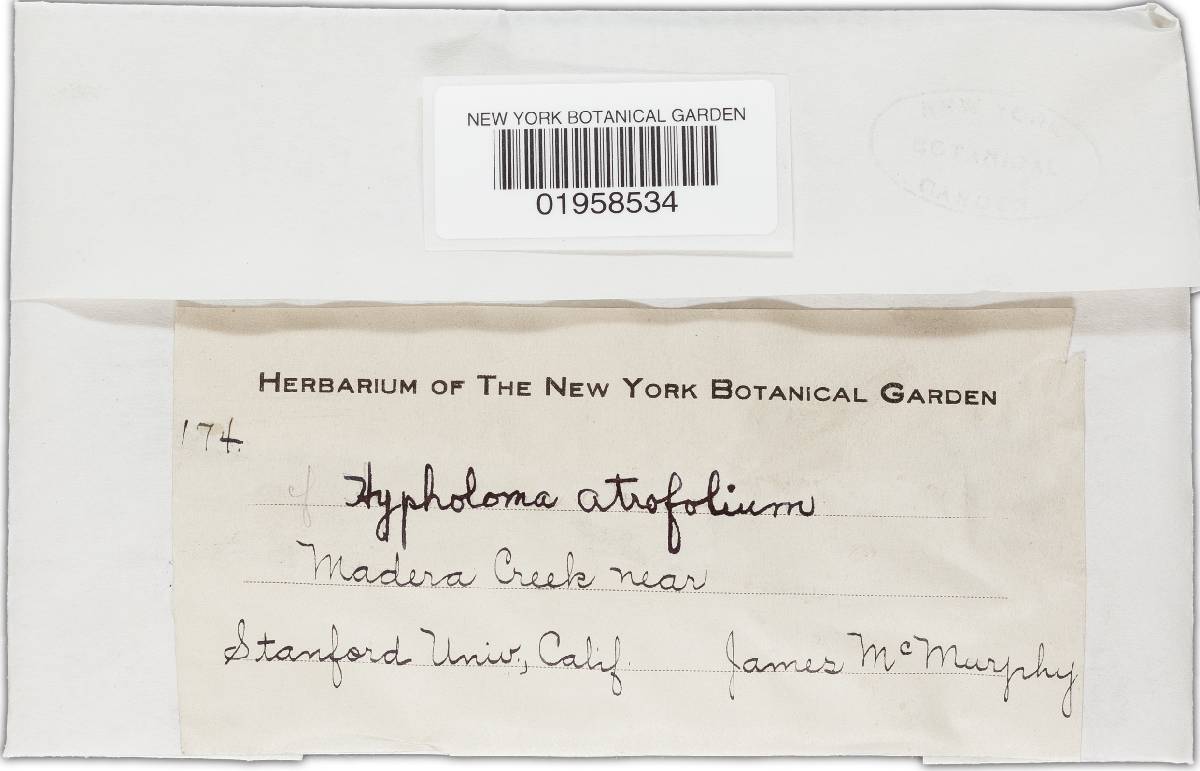 NEW YORK BOTANICAL GARDEN
01958534
HERBARIUM OF THE NEW YORK BOTANICAL GARDEN
174.
cf Hypholoma atrofolium
Madera Creek near
Stanford Univ., Calif. James McMurphy